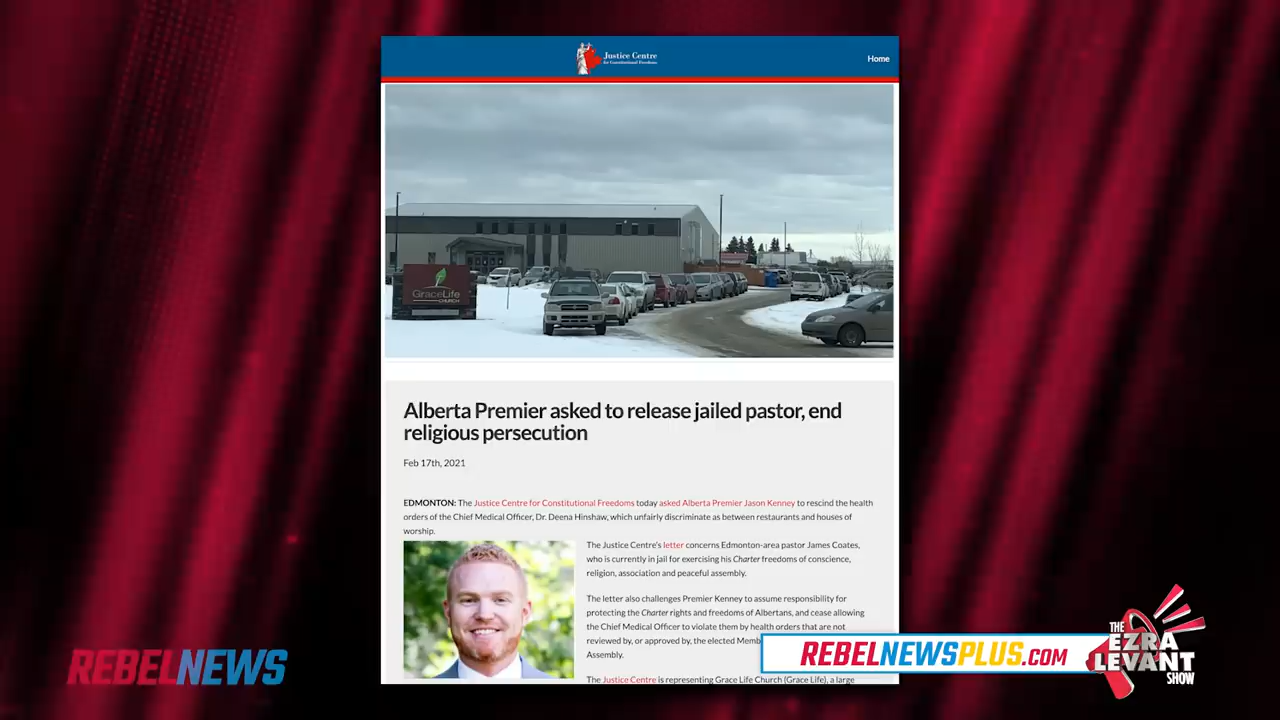 Justice Centre
for Constitutional Freedoms
Home
GraceLife
CHURCH
Alberta Premier asked to release jailed pastor, end
religious persecution
Feb 17th, 2021
EDMONTON: The Justice Centre for Constitutional Freedoms today asked Alberta Premier Jason Kenney to rescind the health
orders of the Chief Medical Officer, Dr. Deena Hinshaw, which unfairly discriminate as between restaurants and houses of
worship.
The Justice Centre's letter concerns Edmonton-area pastor James Coates,
who is currently in jail for exercising his Charter freedoms of conscience,
religion, association and peaceful assembly.
The letter also challenges Premier Kenney to assume responsibility for
protecting the Charter rights and freedoms of Albertans, and cease allowing
the Chief Medical Officer to violate them by health orders that are not
reviewed by, or approved by, the elected Memb
Assembly.
The Justice Centre is representing Grace Life Church (Grace Life), a large
REBELNEWS
REBELNEWSPLUS.COM
THE
EZRA
LEVANT
SHOW